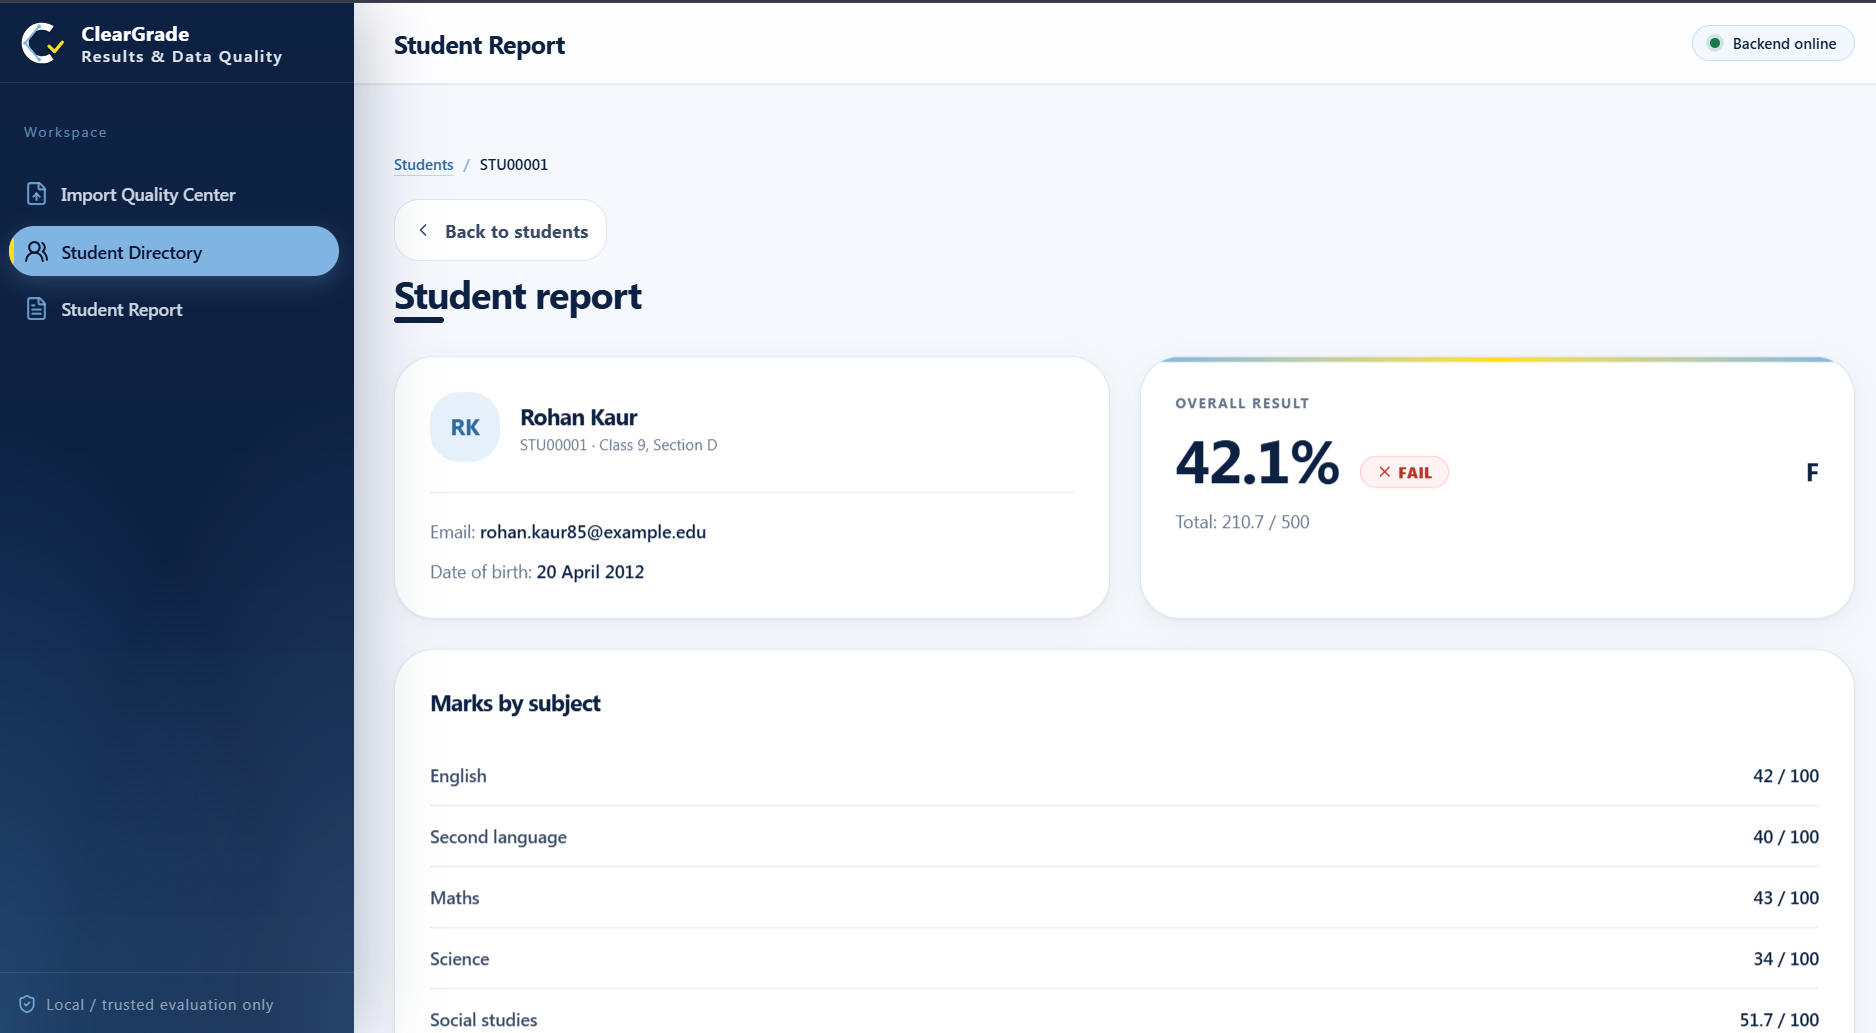 ClearGrade
Results & Data Quality
Workspace
Import Quality Center
Student Directory
Student Report
Local / trusted evaluation only
Student Report
Backend online
Students / STU00001
Back to students
Student report
RK
Rohan Kaur
STU00001 · Class 9, Section D
Email: rohan.kaur85@example.edu
Date of birth: 20 April 2012
OVERALL RESULT
42.1% FAIL F
Total: 210.7 / 500
Marks by subject
English 42 / 100
Second language 40 / 100
Maths 43 / 100
Science 34 / 100
Social studies 51.7 / 100